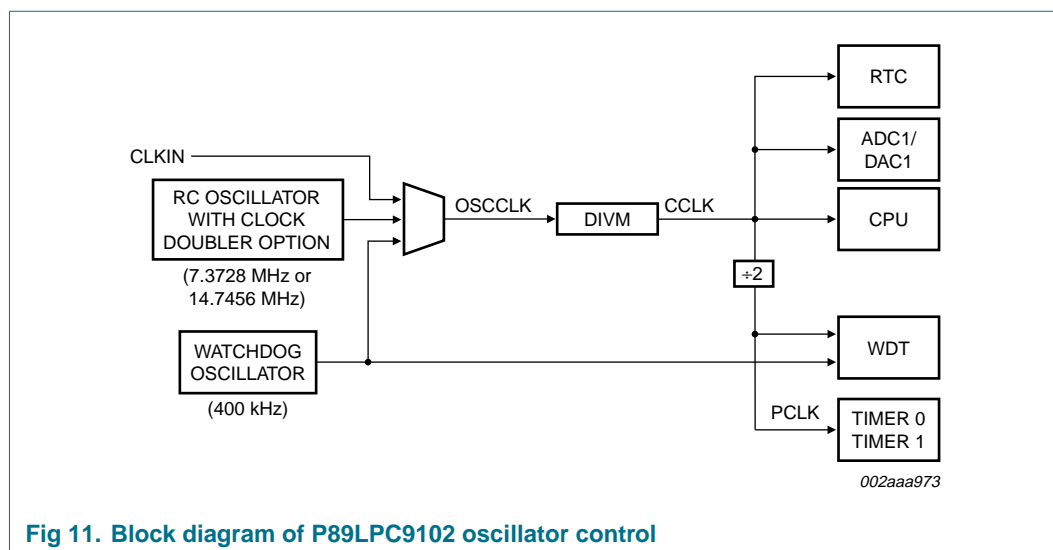 RTC
ADC1/
DAC1
CLKIN
RC OSCILLATOR
WITH CLOCK
DOUBLER OPTION
(7.3728 MHz or
14.7456 MHz)
OSCCLK
DIVM
CCLK
CPU
÷2
WATCHDOG
OSCILLATOR
(400 kHz)
WDT
PCLK
TIMER 0
TIMER 1
002aaa973
Fig 11. Block diagram of P89LPC9102 oscillator control